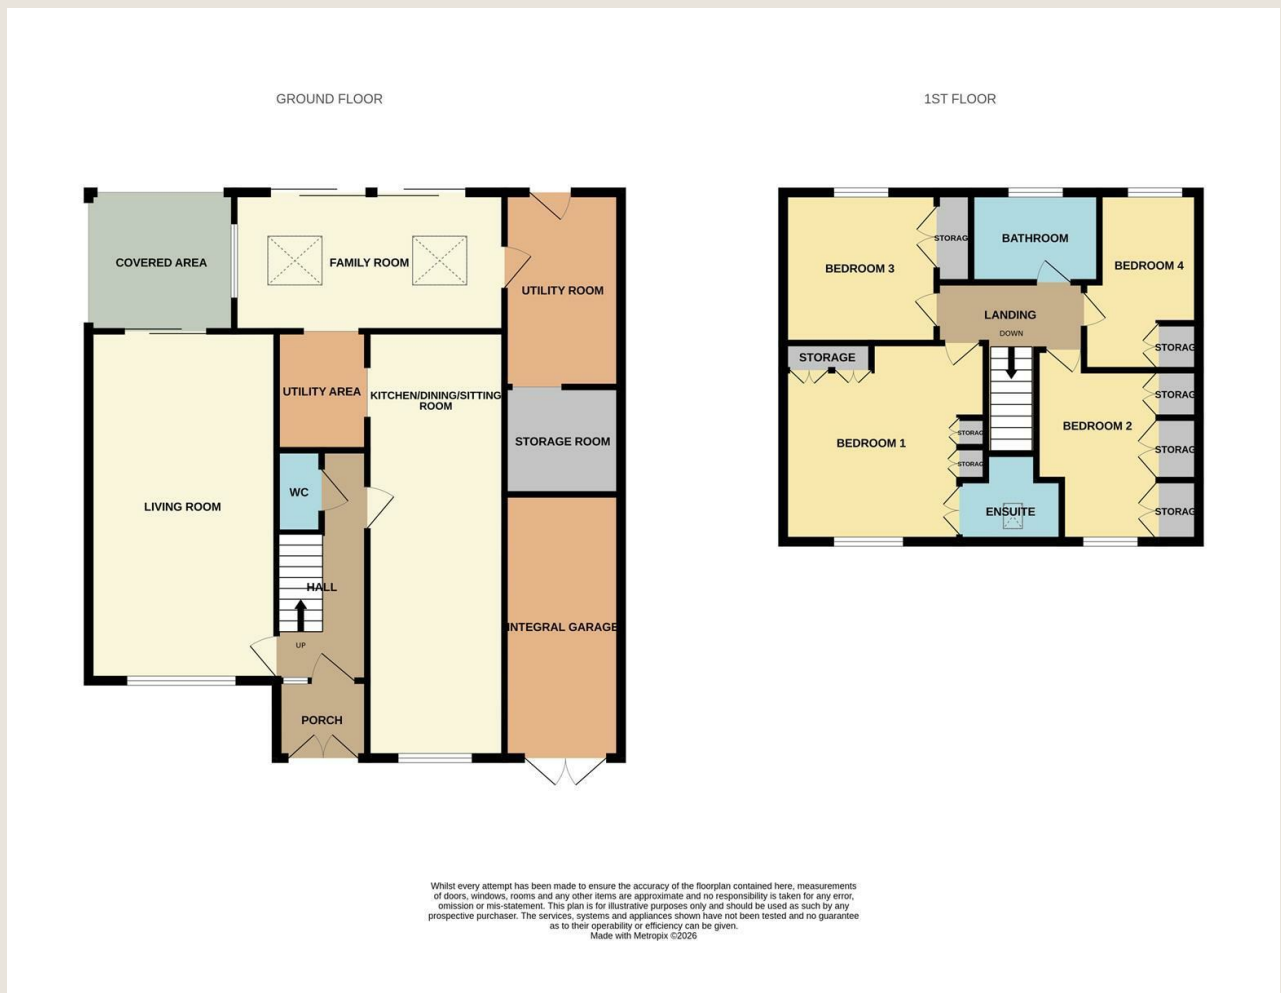 GROUND FLOOR
1ST FLOOR
COVERED AREA
FAMILY ROOM
UTILITY ROOM
UTILITY AREA
KITCHEN/DINING/SITTING
ROOM
STORAGE ROOM
WC
LIVING ROOM
HALL
INTEGRAL GARAGE
UP
PORCH
STORAG
BATHROOM
BEDROOM 3
BEDROOM 4
LANDING
DOWN
STORAGE
STORAG
STORAG
BEDROOM 2
STORAG
BEDROOM 1
STORAG
STORAG
ENSUITE
STORAG
Whilst every attempt has been made to ensure the accuracy of the floorplan contained here, measurements
of doors, windows, rooms and any other items are approximate and no responsibility is taken for any error,
omission or mis-statement. This plan is for illustrative purposes only and should be used as such by any
prospective purchaser. The services, systems and appliances shown have not been tested and no guarantee
as to their operability or efficiency can be given.
Made with Metropix ©2026